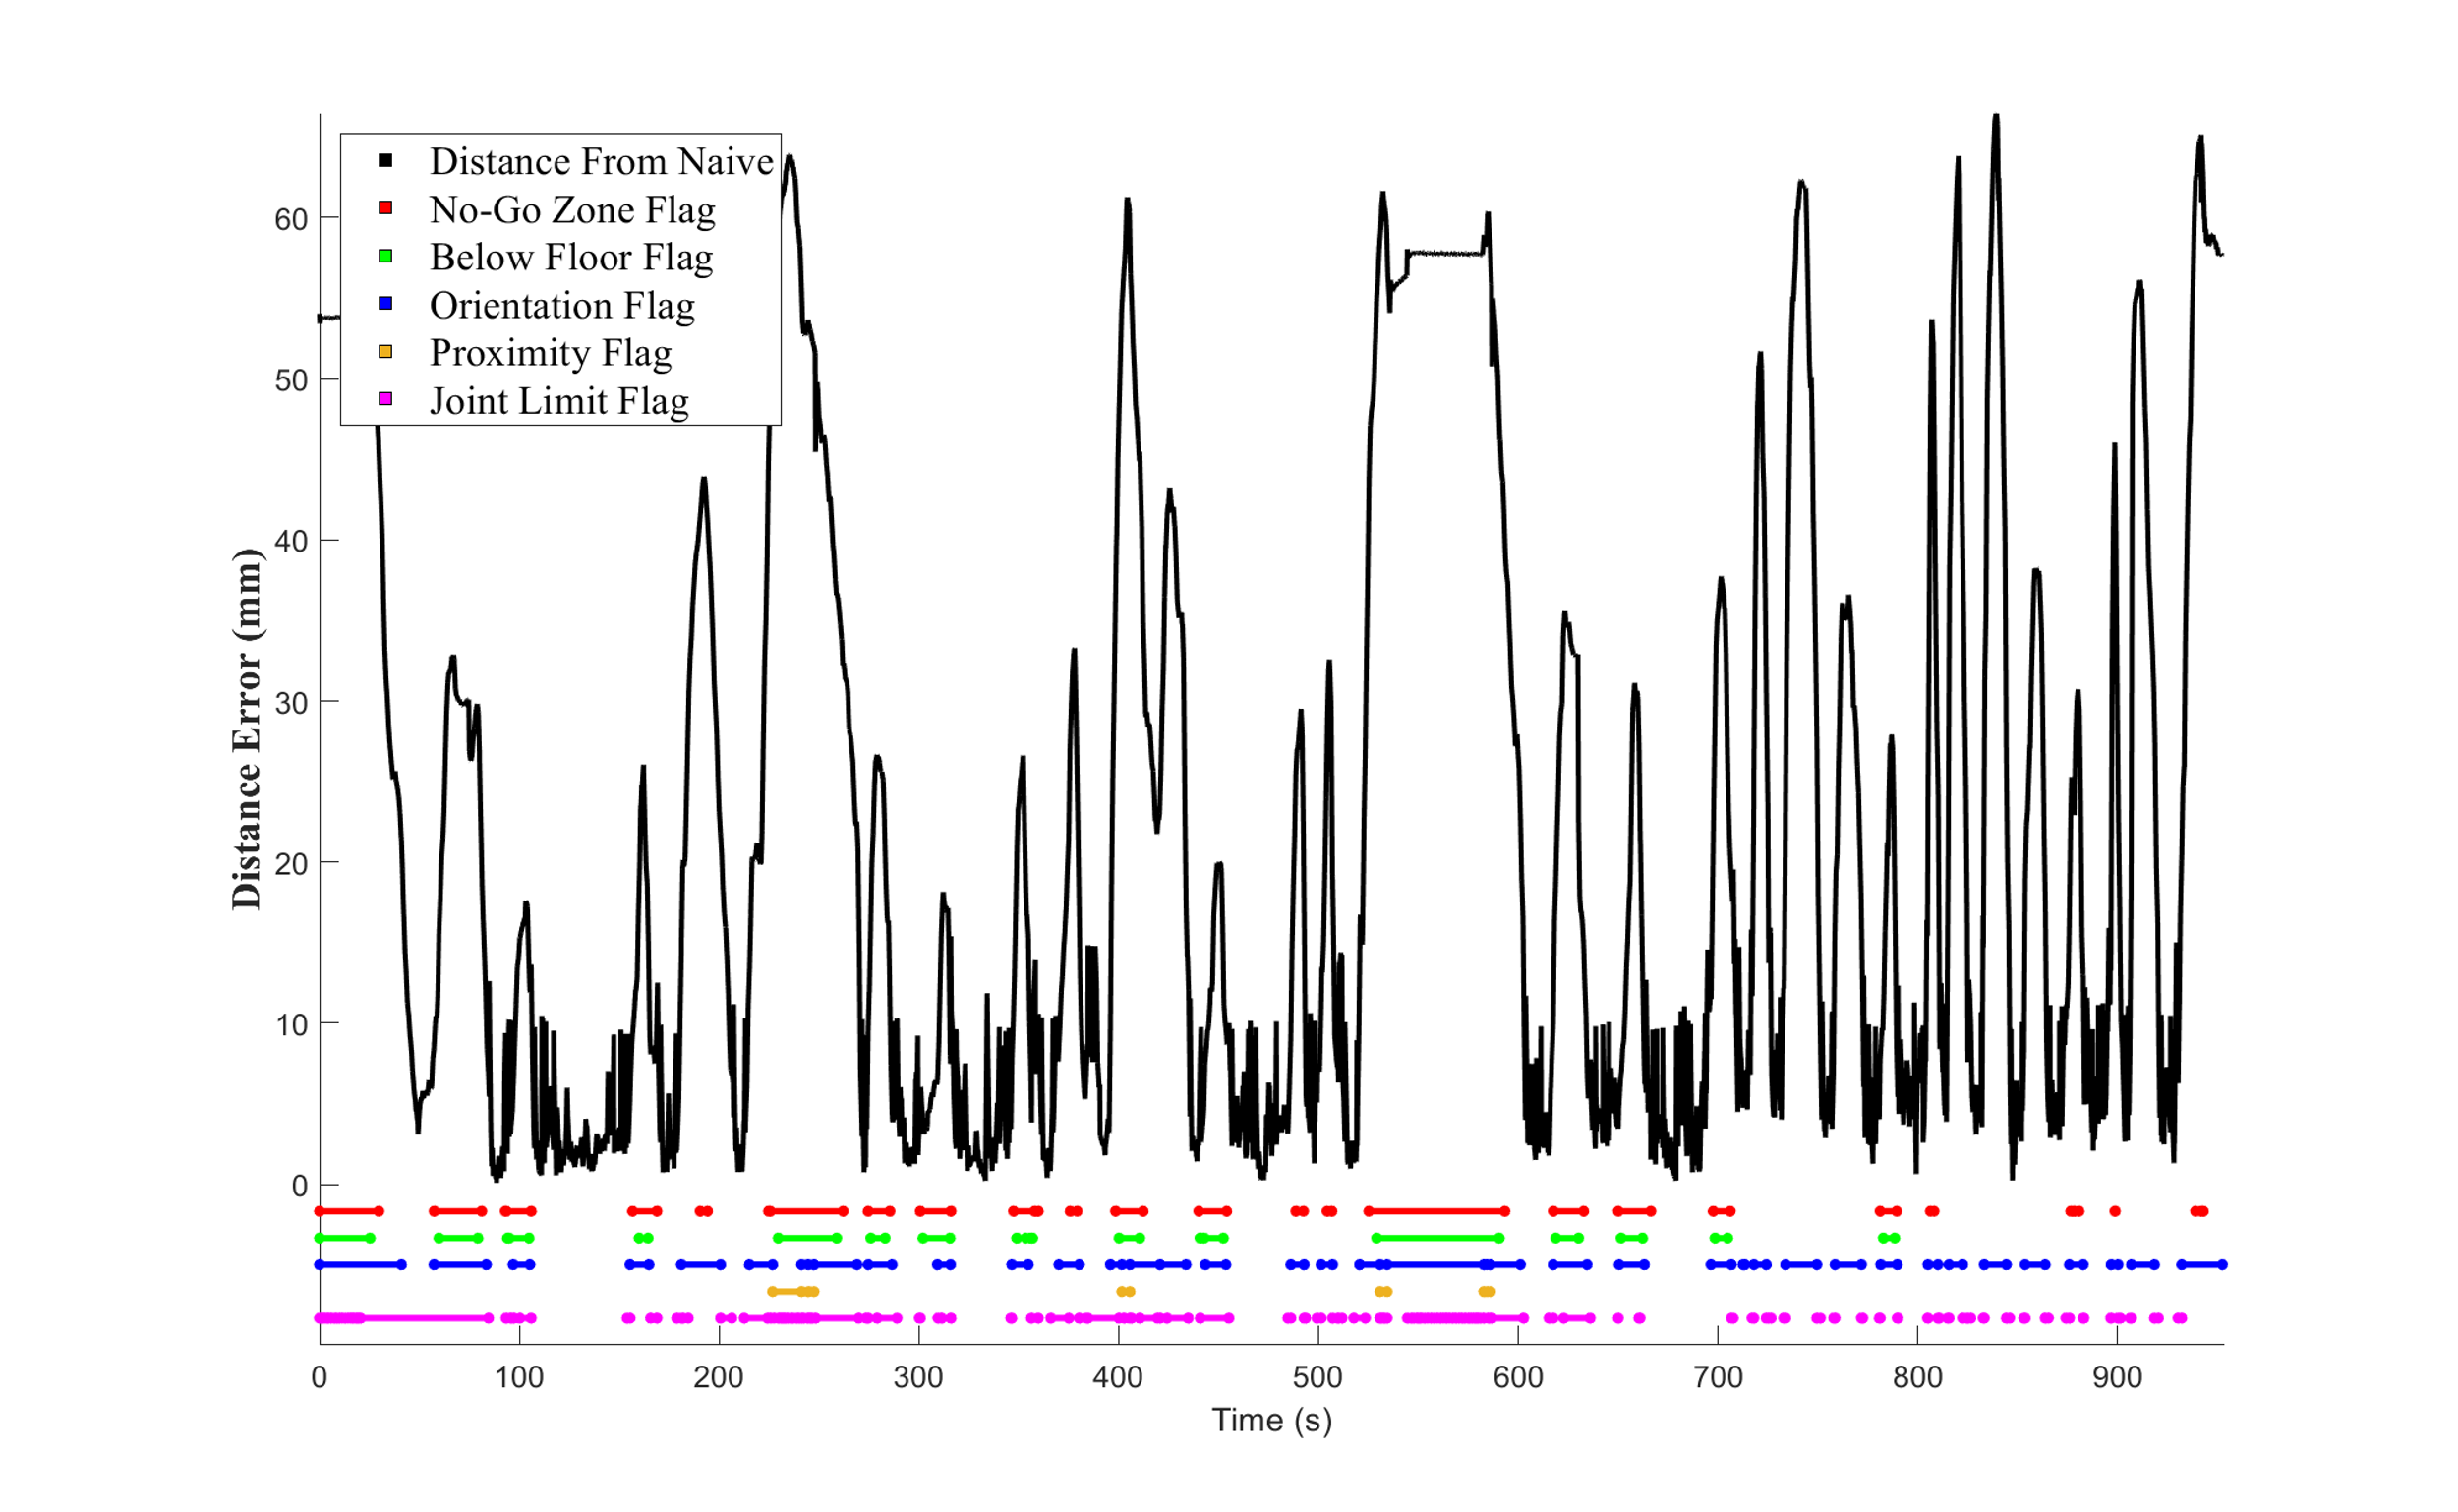 Distance From Naive
No-Go Zone Flag
Below Floor Flag
Orientation Flag
Proximity Flag
Joint Limit Flag
Distance Error (mm)
60
50
40
30
20
10
0
0 100 200 300 400 500 600 700 800 900
Time (s)